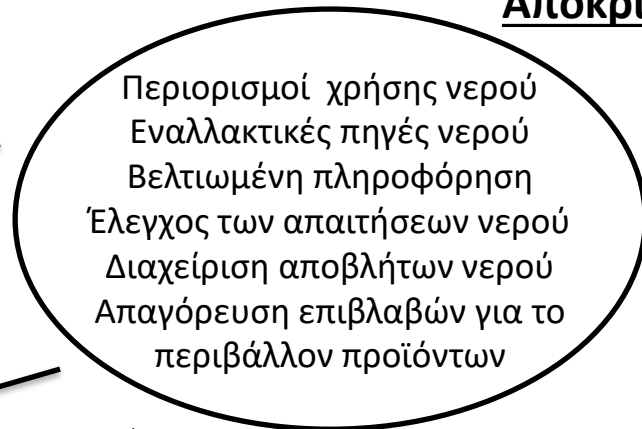 Περιορισμοί χρήσης νερού
Εναλλακτικές πηγές νερού
Βελτιωμένη πληροφόρηση
Έλεγχος των απαιτήσεων νερού
Διαχείριση αποβλήτων νερού
Απαγόρευση επιβλαβών για το
περιβάλλον προϊόντων